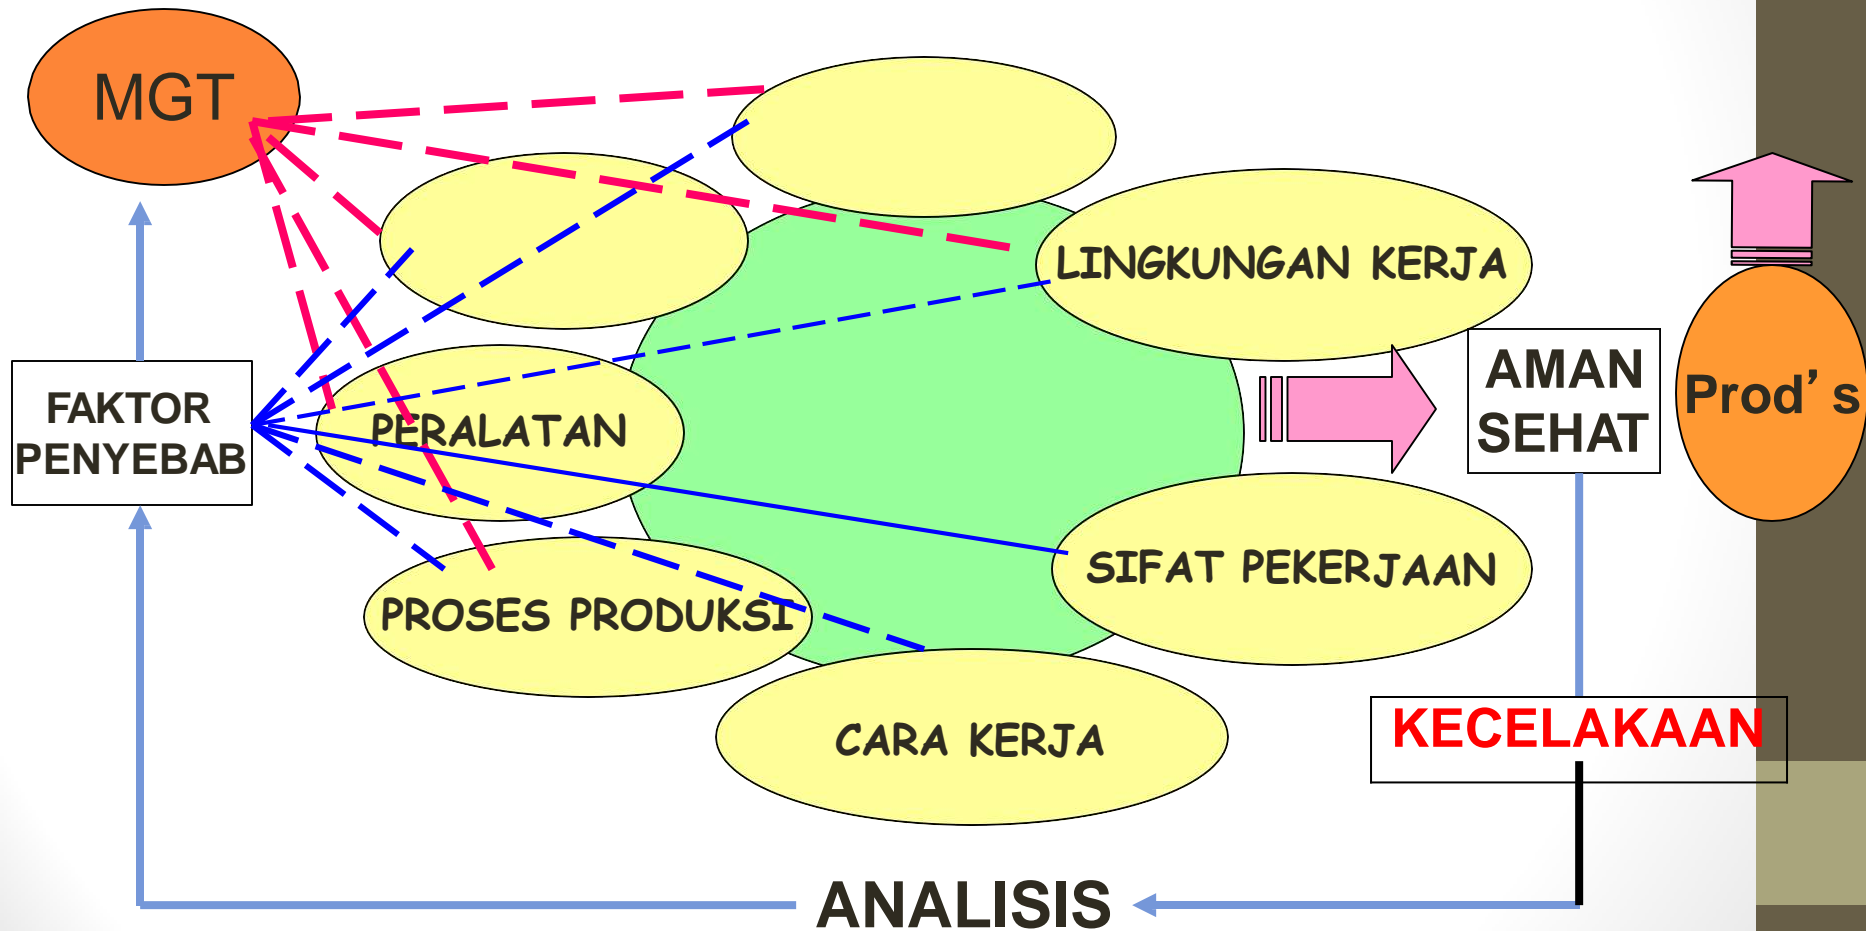 MGT
LINGKUNGAN KERJA
AMAN
SEHAT
Prod’ s
FAKTOR
PENYEBAB
PERALATAN
SIFAT PEKERJAAN
PROSES PRODUKSI
CARA KERJA
KECELAKAAN
ANALISIS